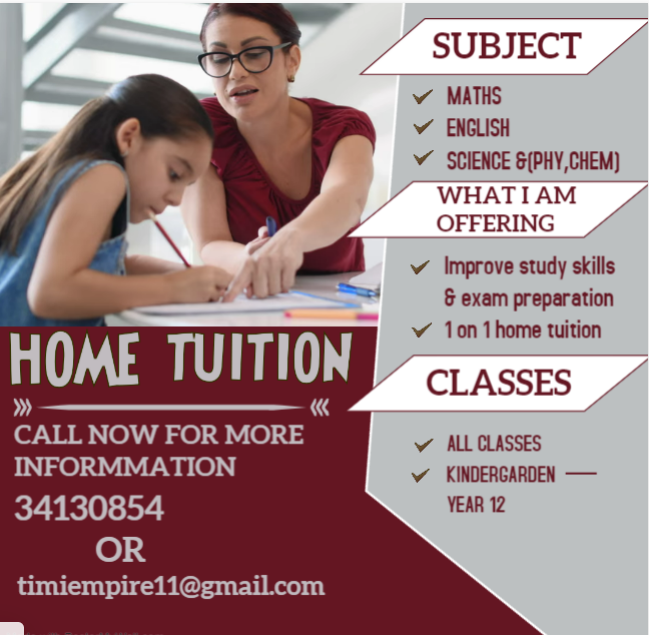 SUBJECT
MATHS
ENGLISH
SCIENCE &(PHY,CHEM)
WHAT I AM
OFFERING
Improve study skills
& exam preparation
1 on 1 home tuition
HOME TUITION
CALL NOW FOR MORE
INFORMMATION
34130854
OR
timiempire11@gmail.com
CLASSES
ALL CLASSES
KINDERGARDEN —
YEAR 12